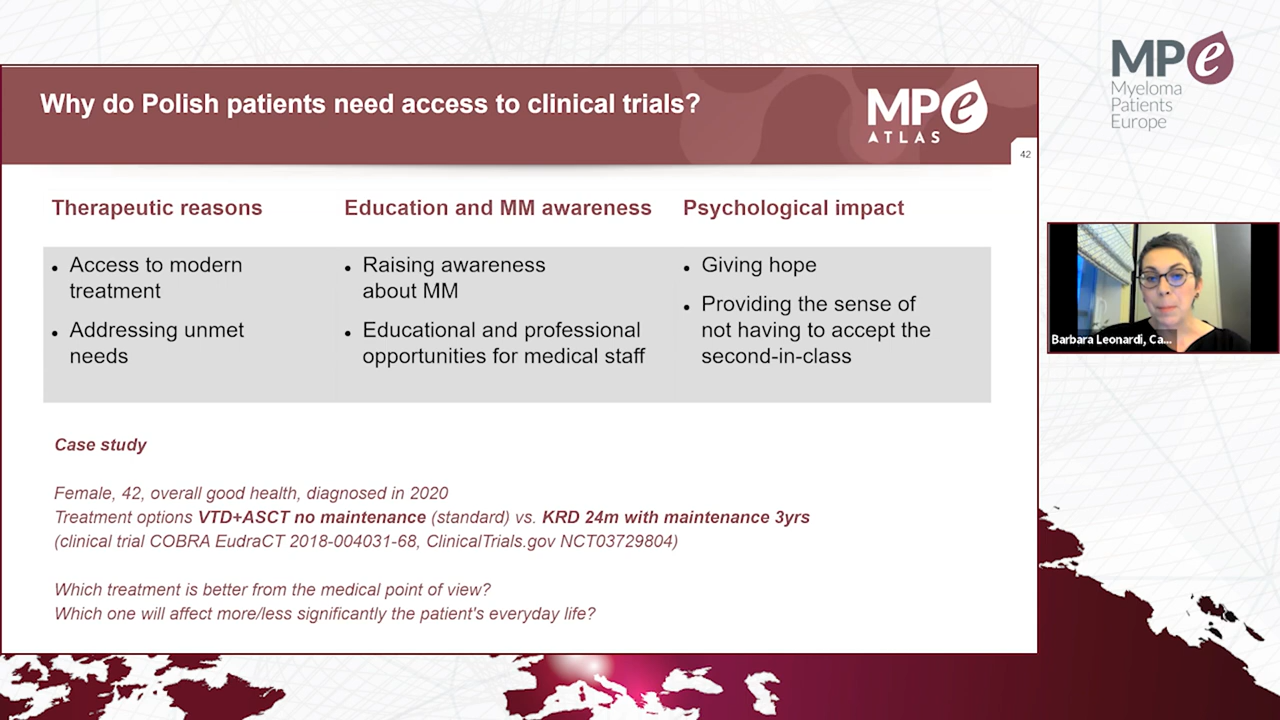 Why do Polish patients need access to clinical trials?
MPe
ATLAS
42
MPe
Myeloma
Patients
Europe
Therapeutic reasons
Access to modern
treatment
Addressing unmet
needs
Education and MM awareness
Raising awareness
about MM
Educational and professional
opportunities for medical staff
Psychological impact
Giving hope
Providing the sense of
not having to accept the
second-in-class
Barbara Leonardi, Ca...
Case study
Female, 42, overall good health, diagnosed in 2020
Treatment options VTD+ASCT no maintenance (standard) vs. KRD 24m with maintenance 3yrs
(clinical trial COBRA EudraCT 2018-004031-68, ClinicalTrials.gov NCT03729804)
Which treatment is better from the medical point of view?
Which one will affect more/less significantly the patient's everyday life?